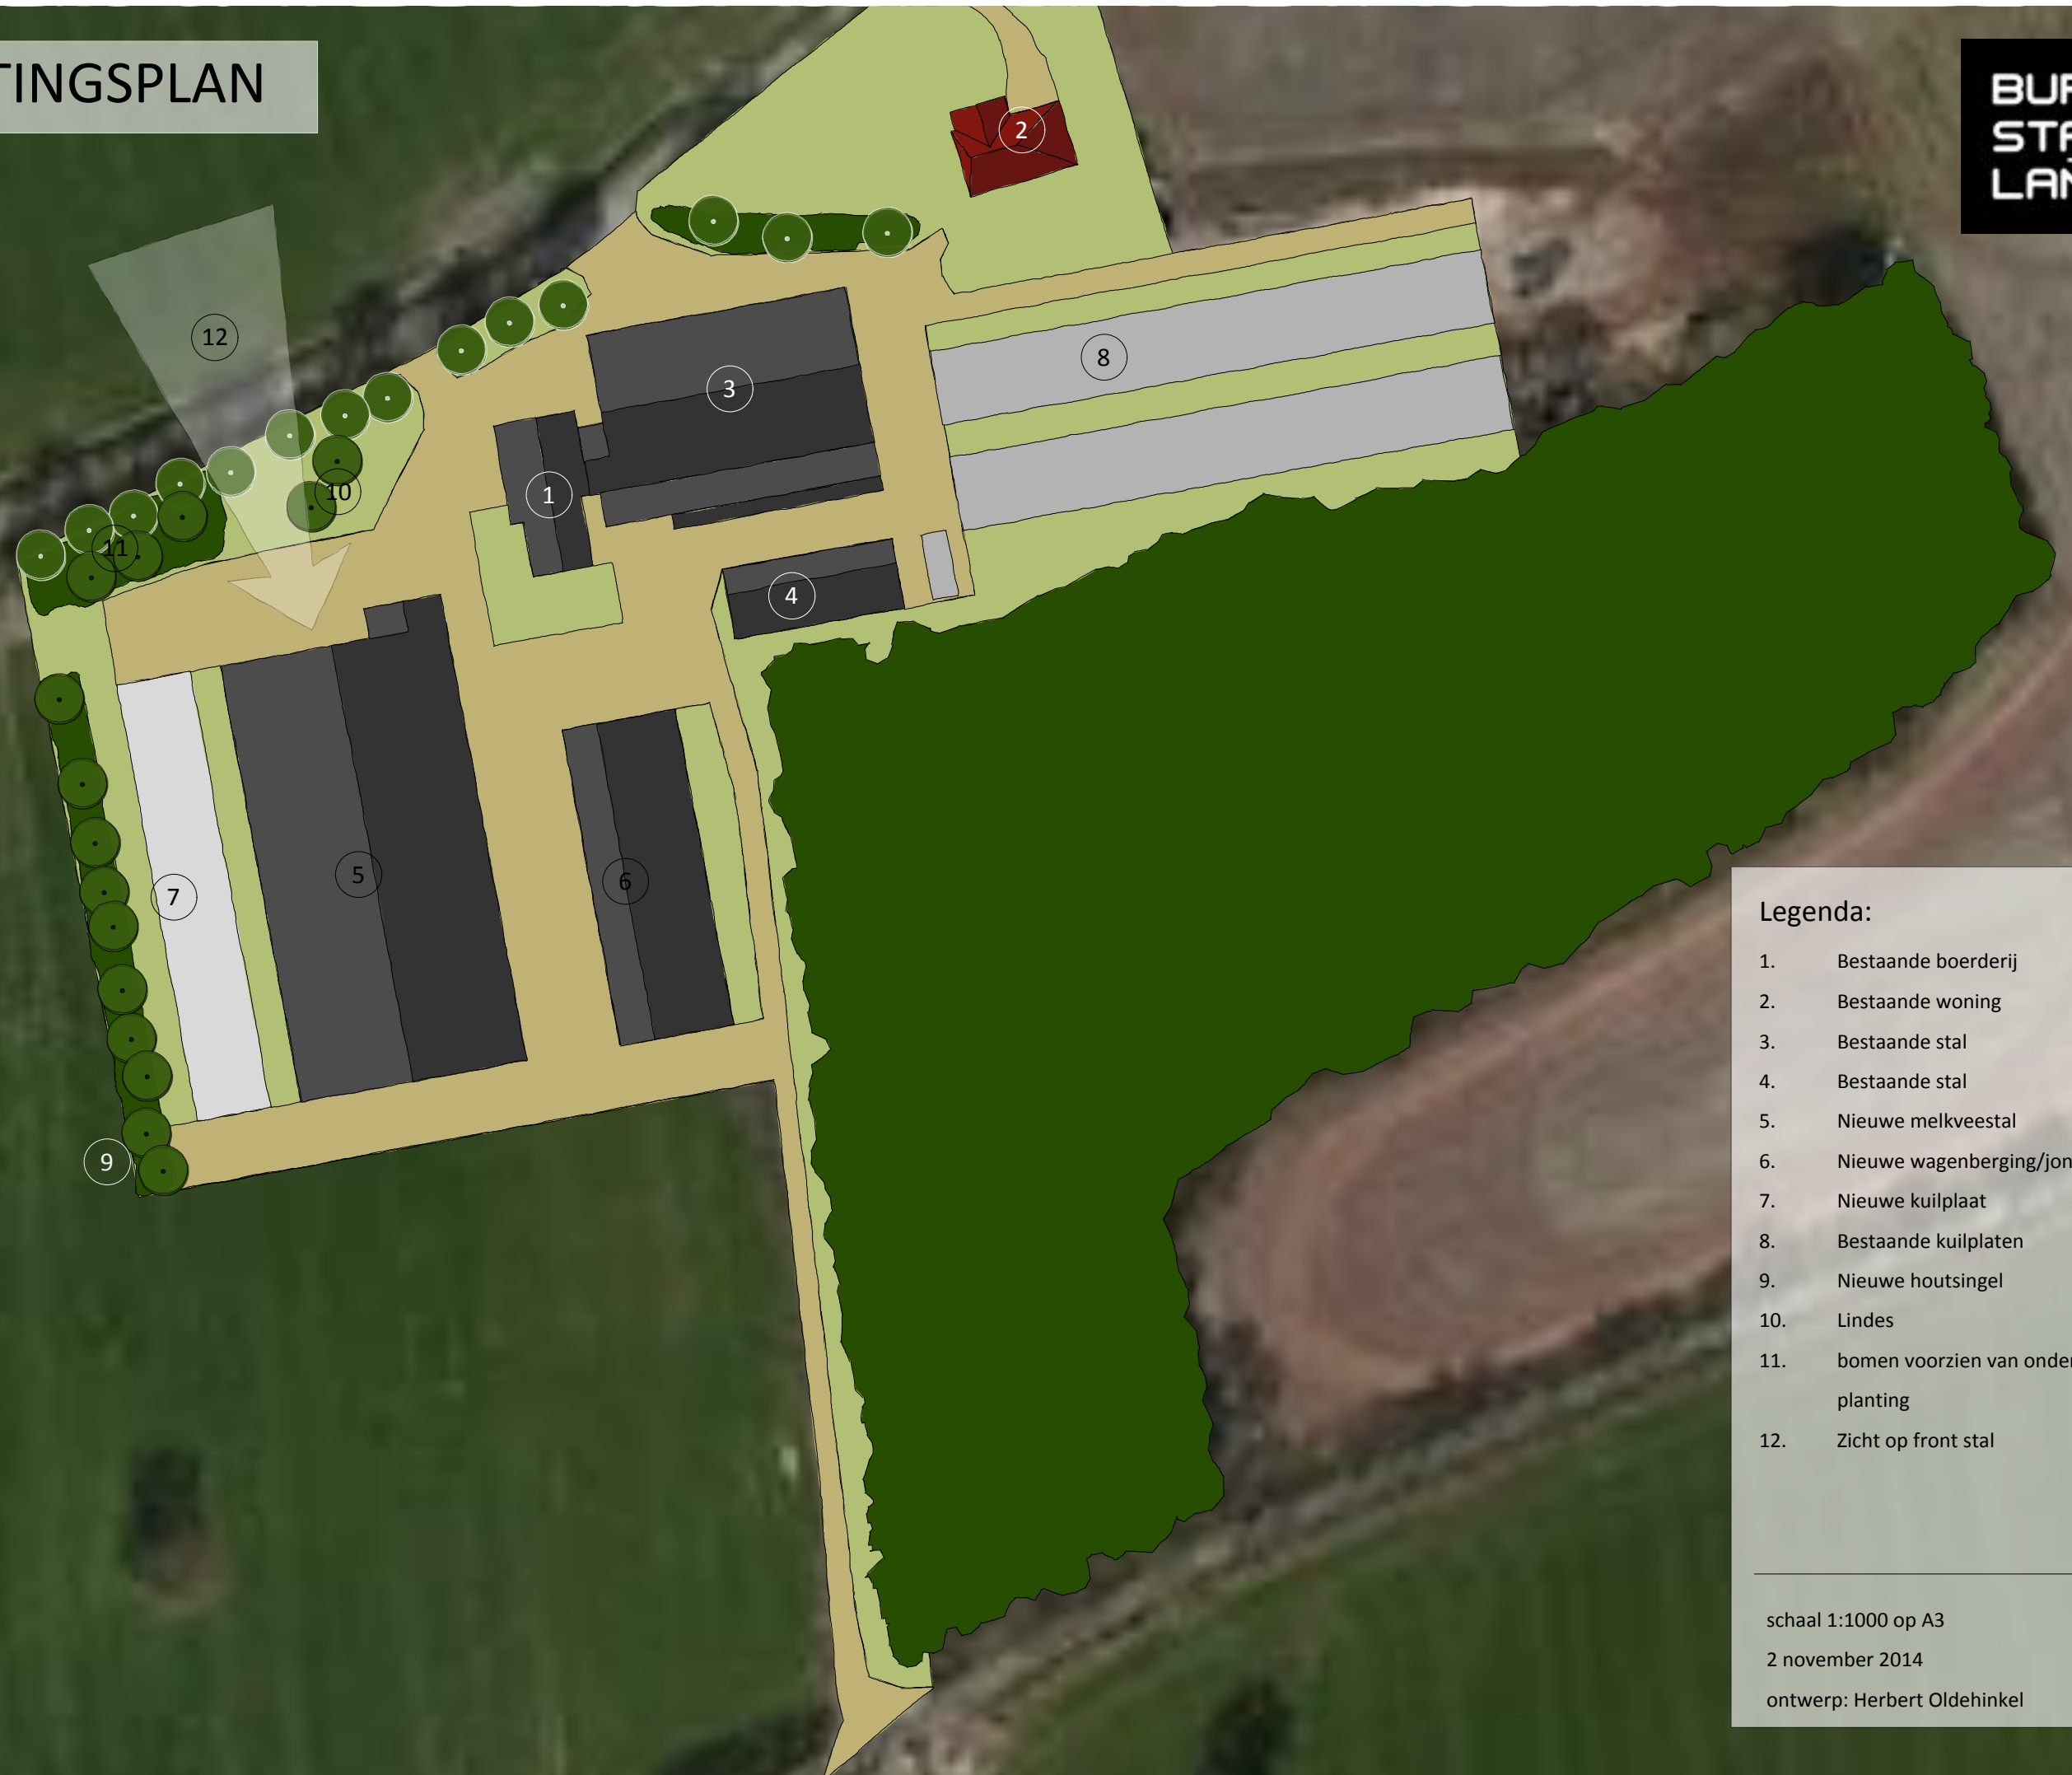 TINGSPLAN
BUR
STA
LAN
2
12
8
3
10
1
11
4
5
6
7
9
Legenda:
1. Bestaande boerderij
2. Bestaande woning
3. Bestaande stal
4. Bestaande stal
5. Nieuwe melkveestal
6. Nieuwe wagenberging/jon
7. Nieuwe kuilplaat
8. Bestaande kuilplaten
9. Nieuwe houtsingel
10. Lindes
11. bomen voorzien van onder
planting
12. Zicht op front stal
schaal 1:1000 op A3
2 november 2014
ontwerp: Herbert Oldehinkel